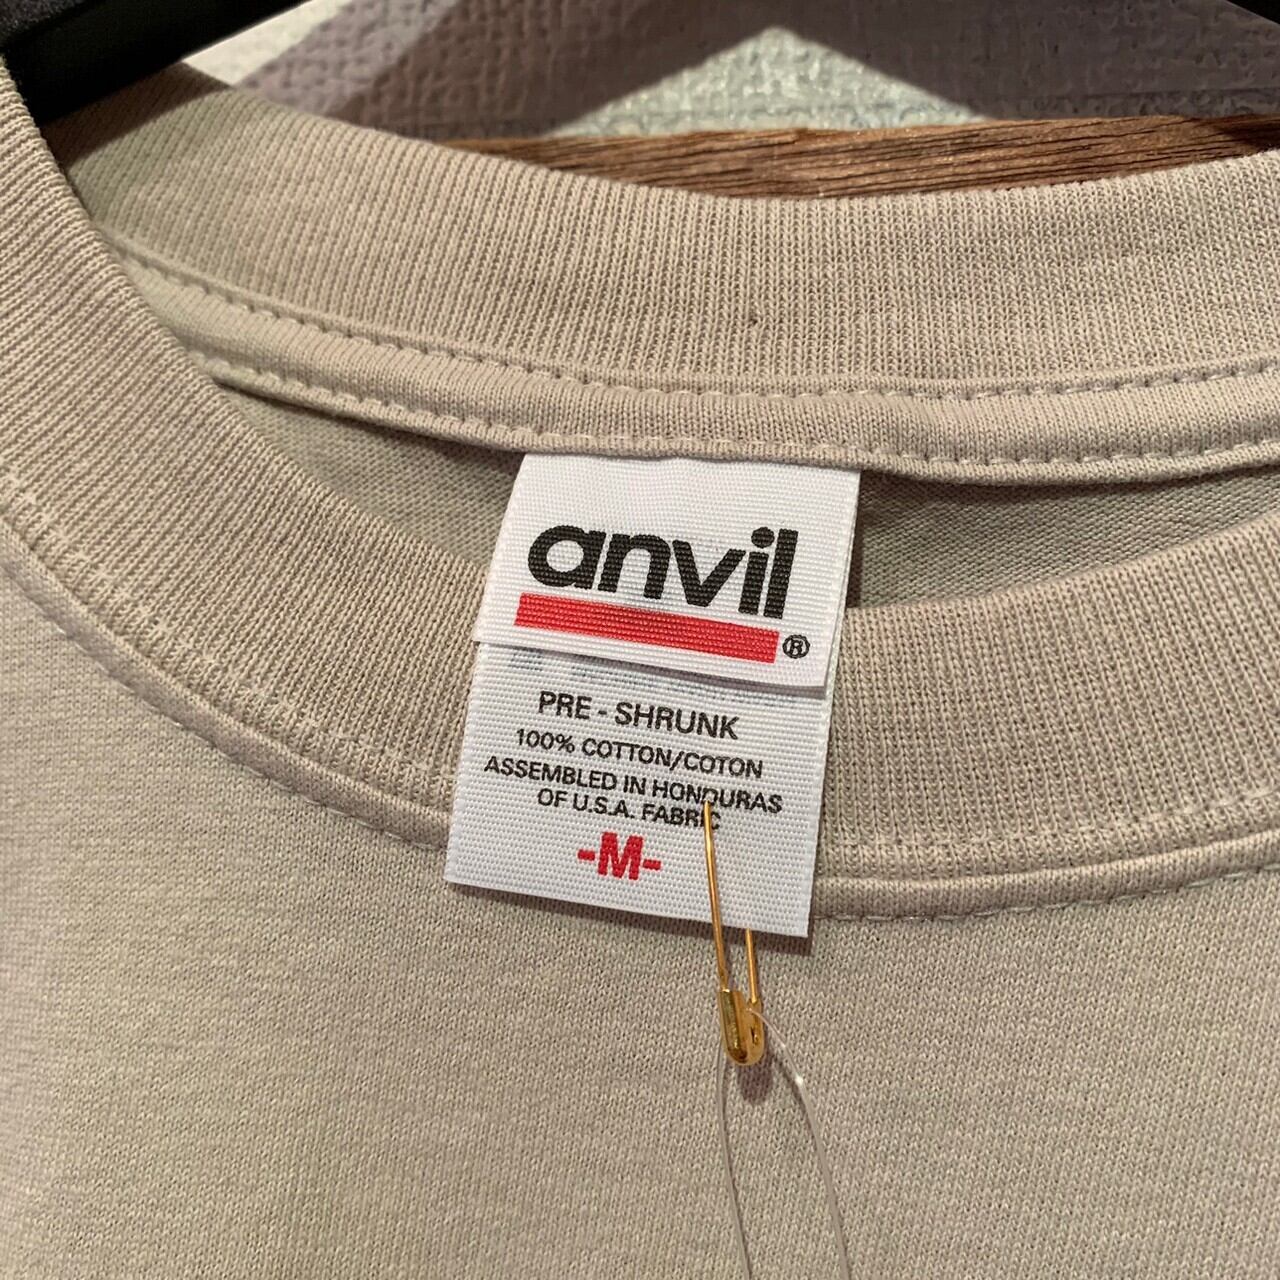 anvil
®
PRE - SHRUNK
100% COTTON/COTON
ASSEMBLED IN HONDURAS
OF U.S.A. FABRIC
-M-